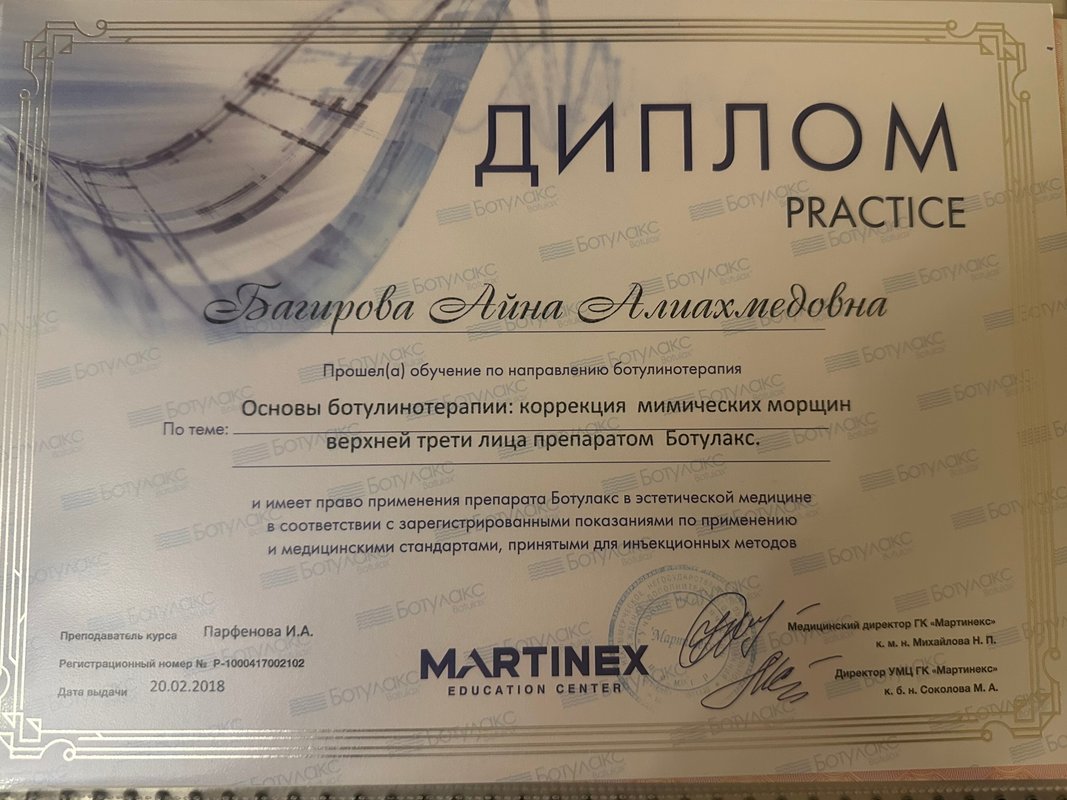 ДИПЛОМ
PRACTICE
Багирова Айна Алиахмедовна
Прошел(а) обучение по направлению ботулинотерапия
По теме: Основы ботулинотерапии: коррекция мимических морщин
верхней трети лица препаратом Ботулакс.
и имеет право применения препарата Ботулакс в эстетической медицине
в соответствии с зарегистрированными показаниями по применению
и медицинскими стандартами, принятыми для инъекционных методов
Преподаватель курса Парфенова И.А.
Регистрационный номер № Р-1000417002102
Дата выдачи 20.02.2018
MARTINEX
EDUCATION CENTER
Медицинский директор ГК «Мартинекс»
к. м. н. Михайлова Н. П.
Директор УМЦ ГК «Мартинекс»
к. б. н. Соколова М. А.
Ботулакс
Botulax